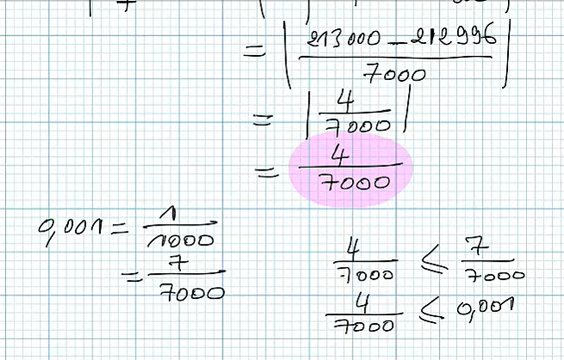 = | (213000 - 212996) / 7000 |
= | 4/7000 |
= 4/7000
0,001 = 1/1000
= 7/7000
4/7000 ≤ 7/7000
4/7000 ≤ 0,001